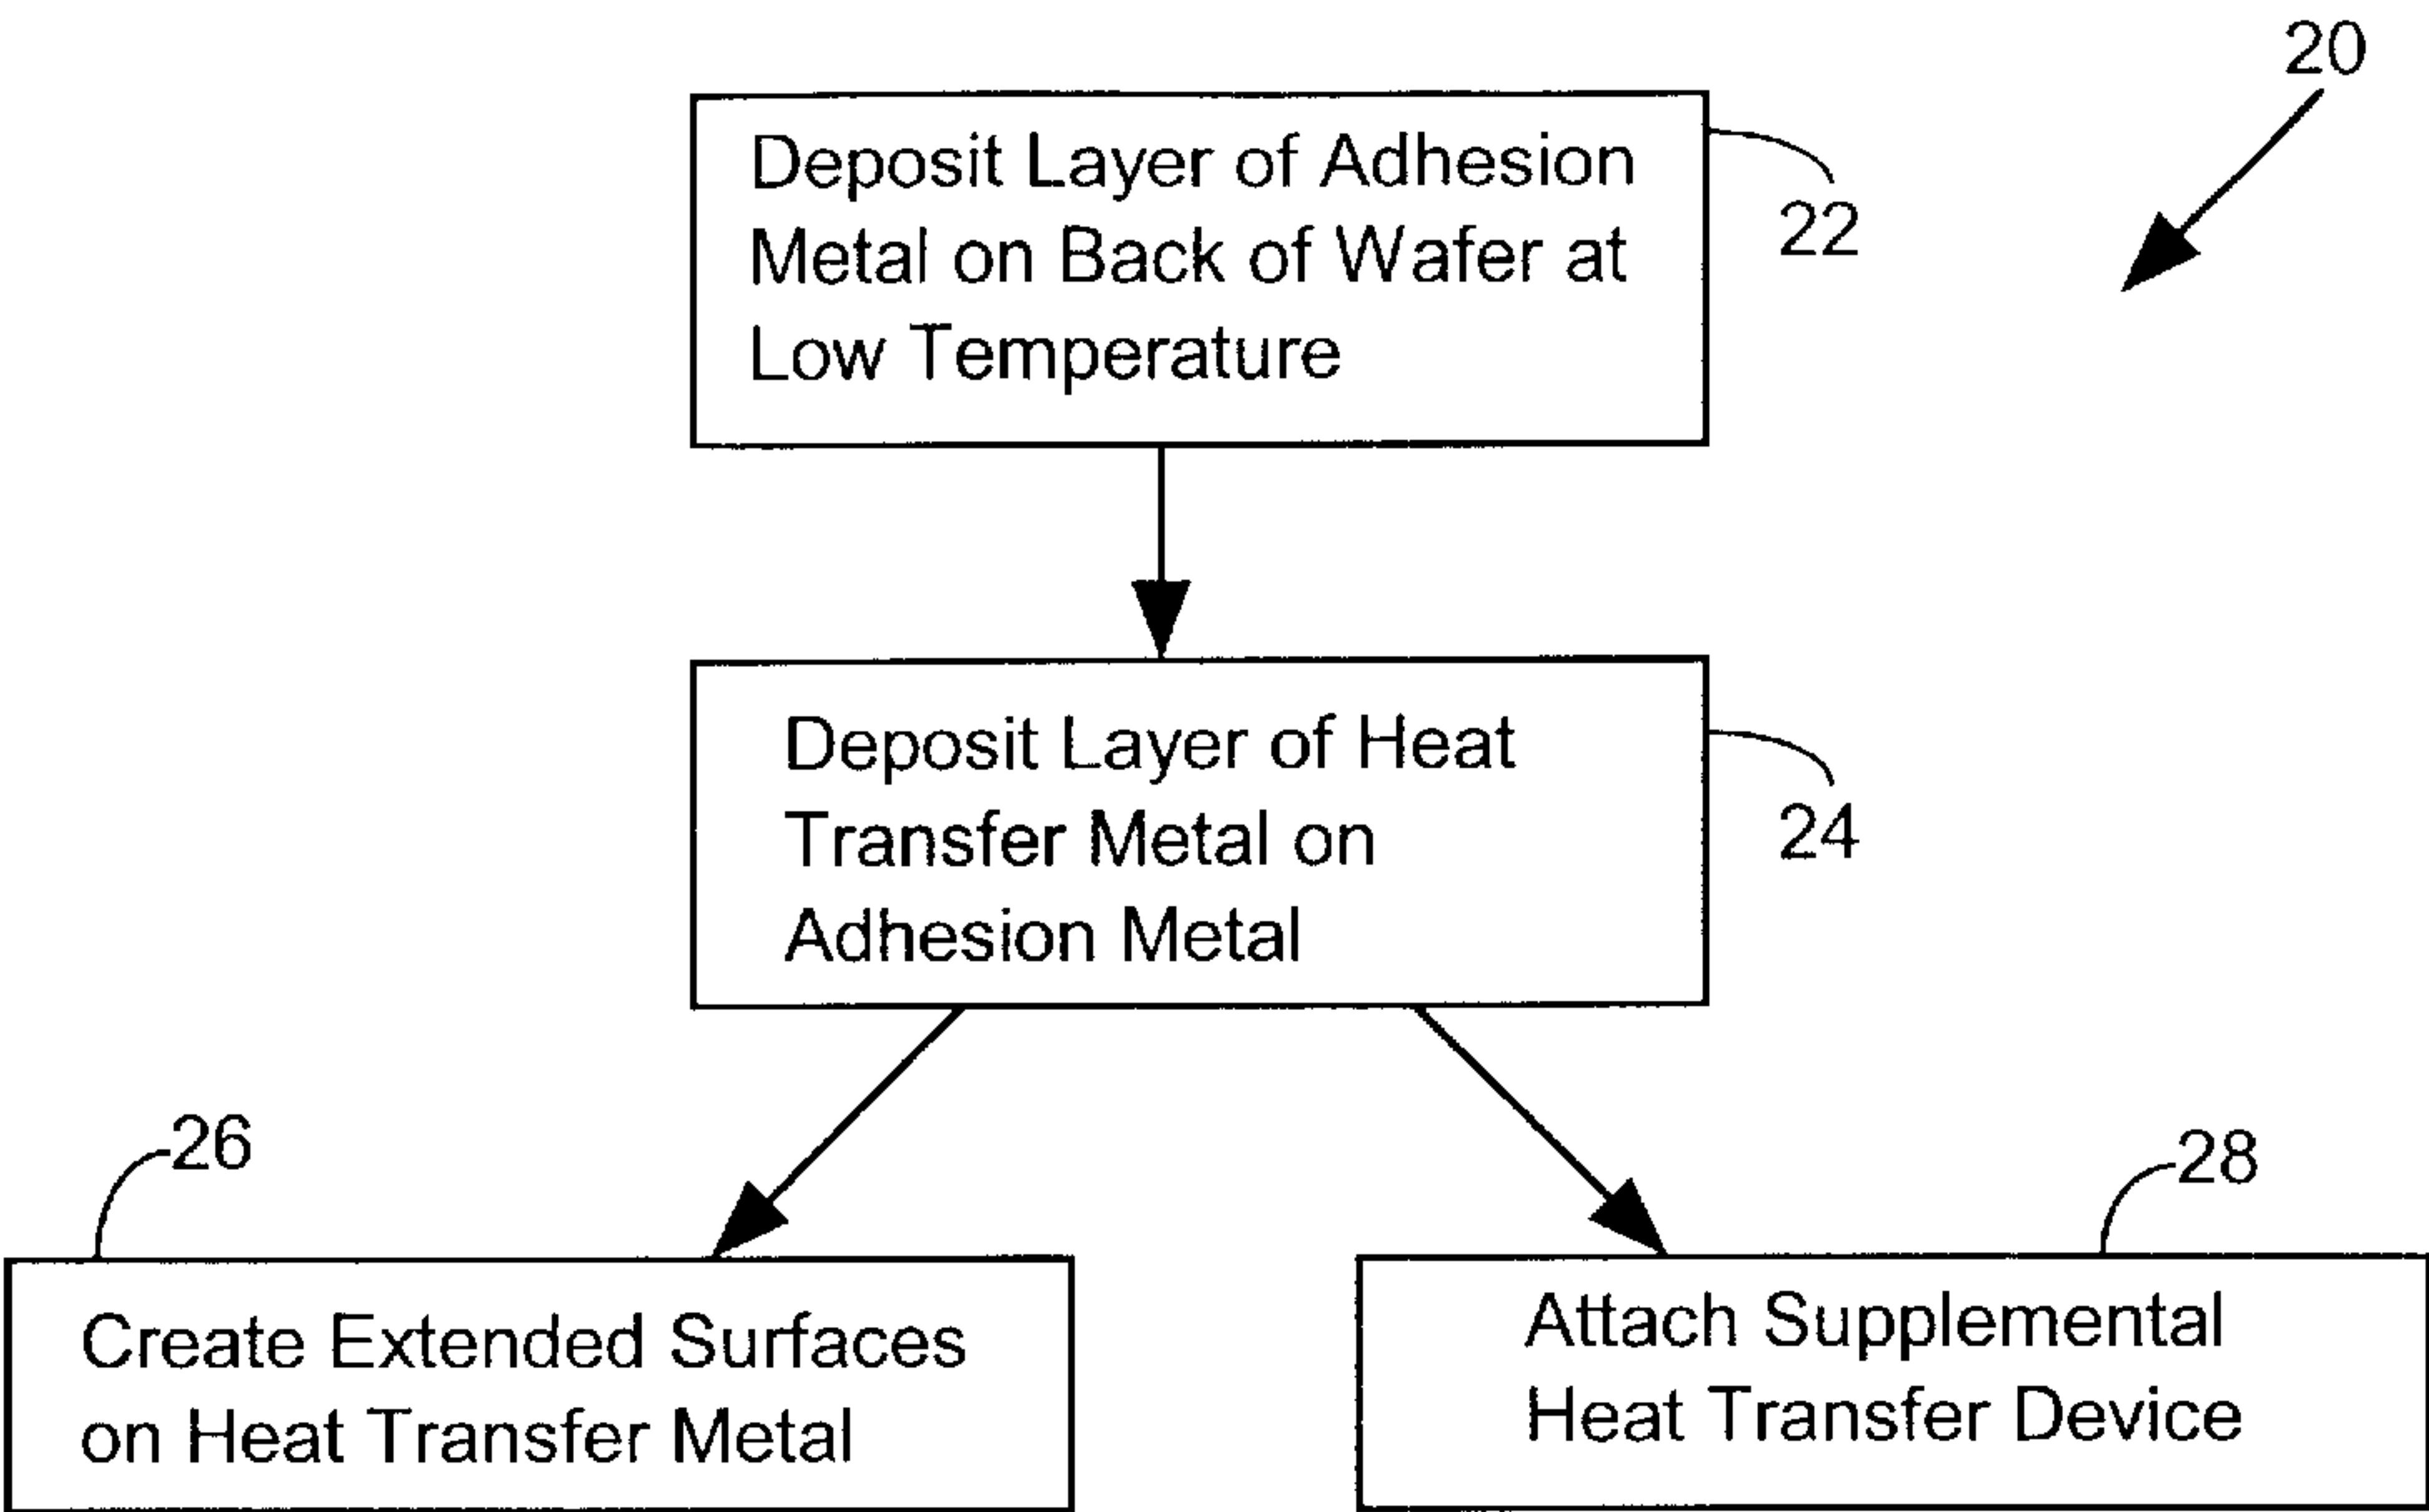 20
Deposit Layer of Adhesion
Metal on Back of Wafer at
Low Temperature
22
Deposit Layer of Heat
Transfer Metal on
Adhesion Metal
24
26
Create Extended Surfaces
on Heat Transfer Metal
28
Attach Supplemental
Heat Transfer Device